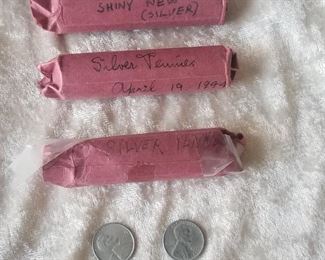 SHINY NEW
(SILVER)
Silver Pennies
April 19, 1994
SILVER